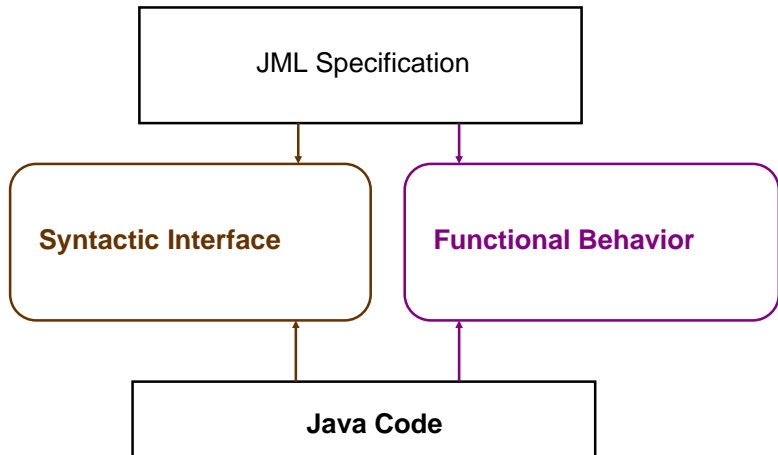 JML Specification
Syntactic Interface
Functional Behavior
Java Code